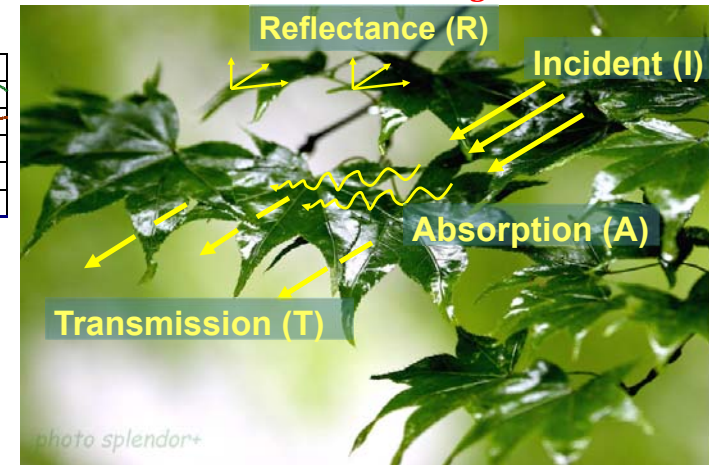 Reflectance (R)
Incident (I)
Absorption (A)
Transmission (T)
photo splendor+